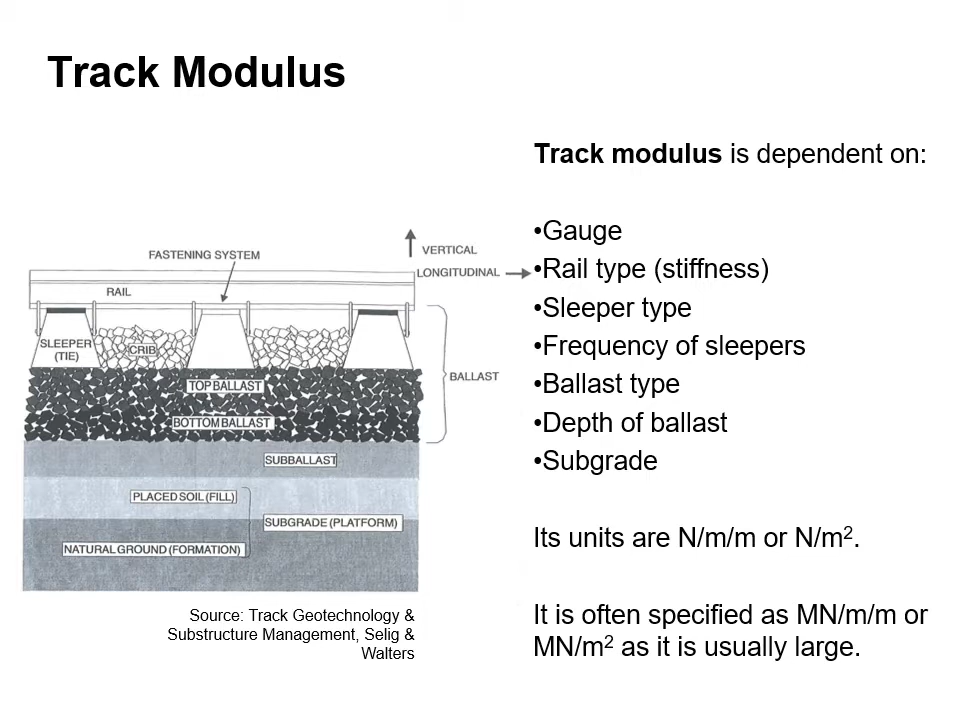 Track Modulus
Track modulus is dependent on:
•Gauge
•Rail type (stiffness)
•Sleeper type
•Frequency of sleepers
•Ballast type
•Depth of ballast
•Subgrade
Its units are N/m/m or N/m².
It is often specified as MN/m/m or
MN/m² as it is usually large.
FASTENING SYSTEM
VERTICAL
LONGITUDINAL
RAIL
SLEEPER
(TIE)
CRIB
BALLAST
TOP BALLAST
BOTTOM BALLAST
SUBBALLAST
PLACED SOIL (FILL)
SUBGRADE (PLATFORM)
NATURAL GROUND (FORMATION)
Source: Track Geotechnology &
Substructure Management, Selig &
Walters